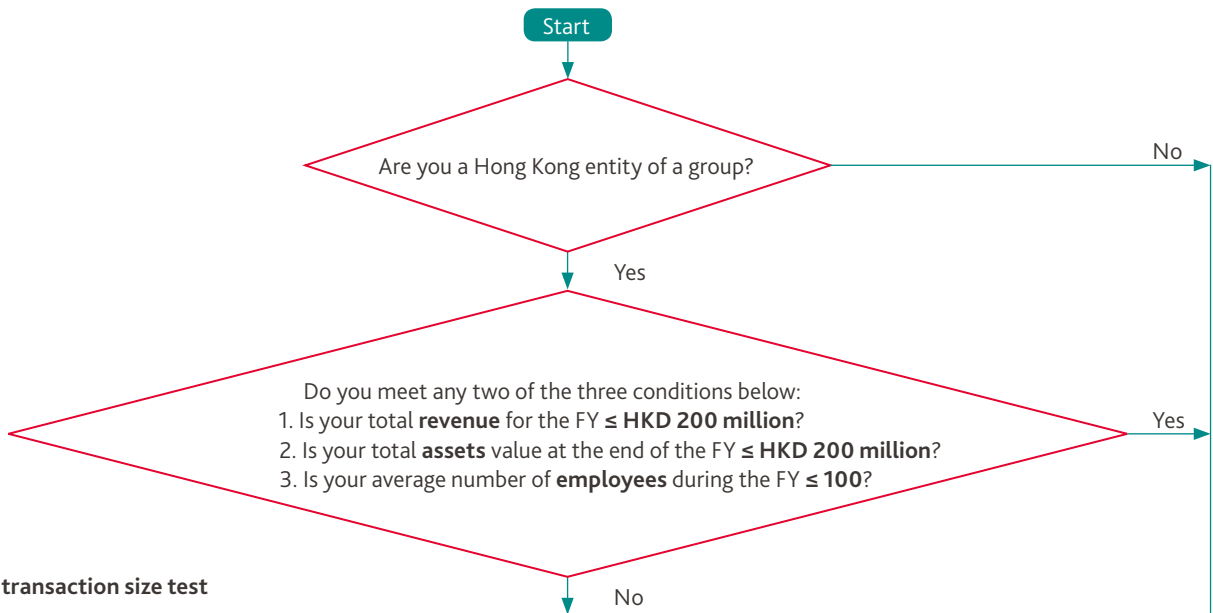 Start
Are you a Hong Kong entity of a group?
No
Yes
Do you meet any two of the three conditions below:
1. Is your total revenue for the FY ≤ HKD 200 million?
2. Is your total assets value at the end of the FY ≤ HKD 200 million?
3. Is your average number of employees during the FY ≤ 100?
Yes
transaction size test
No